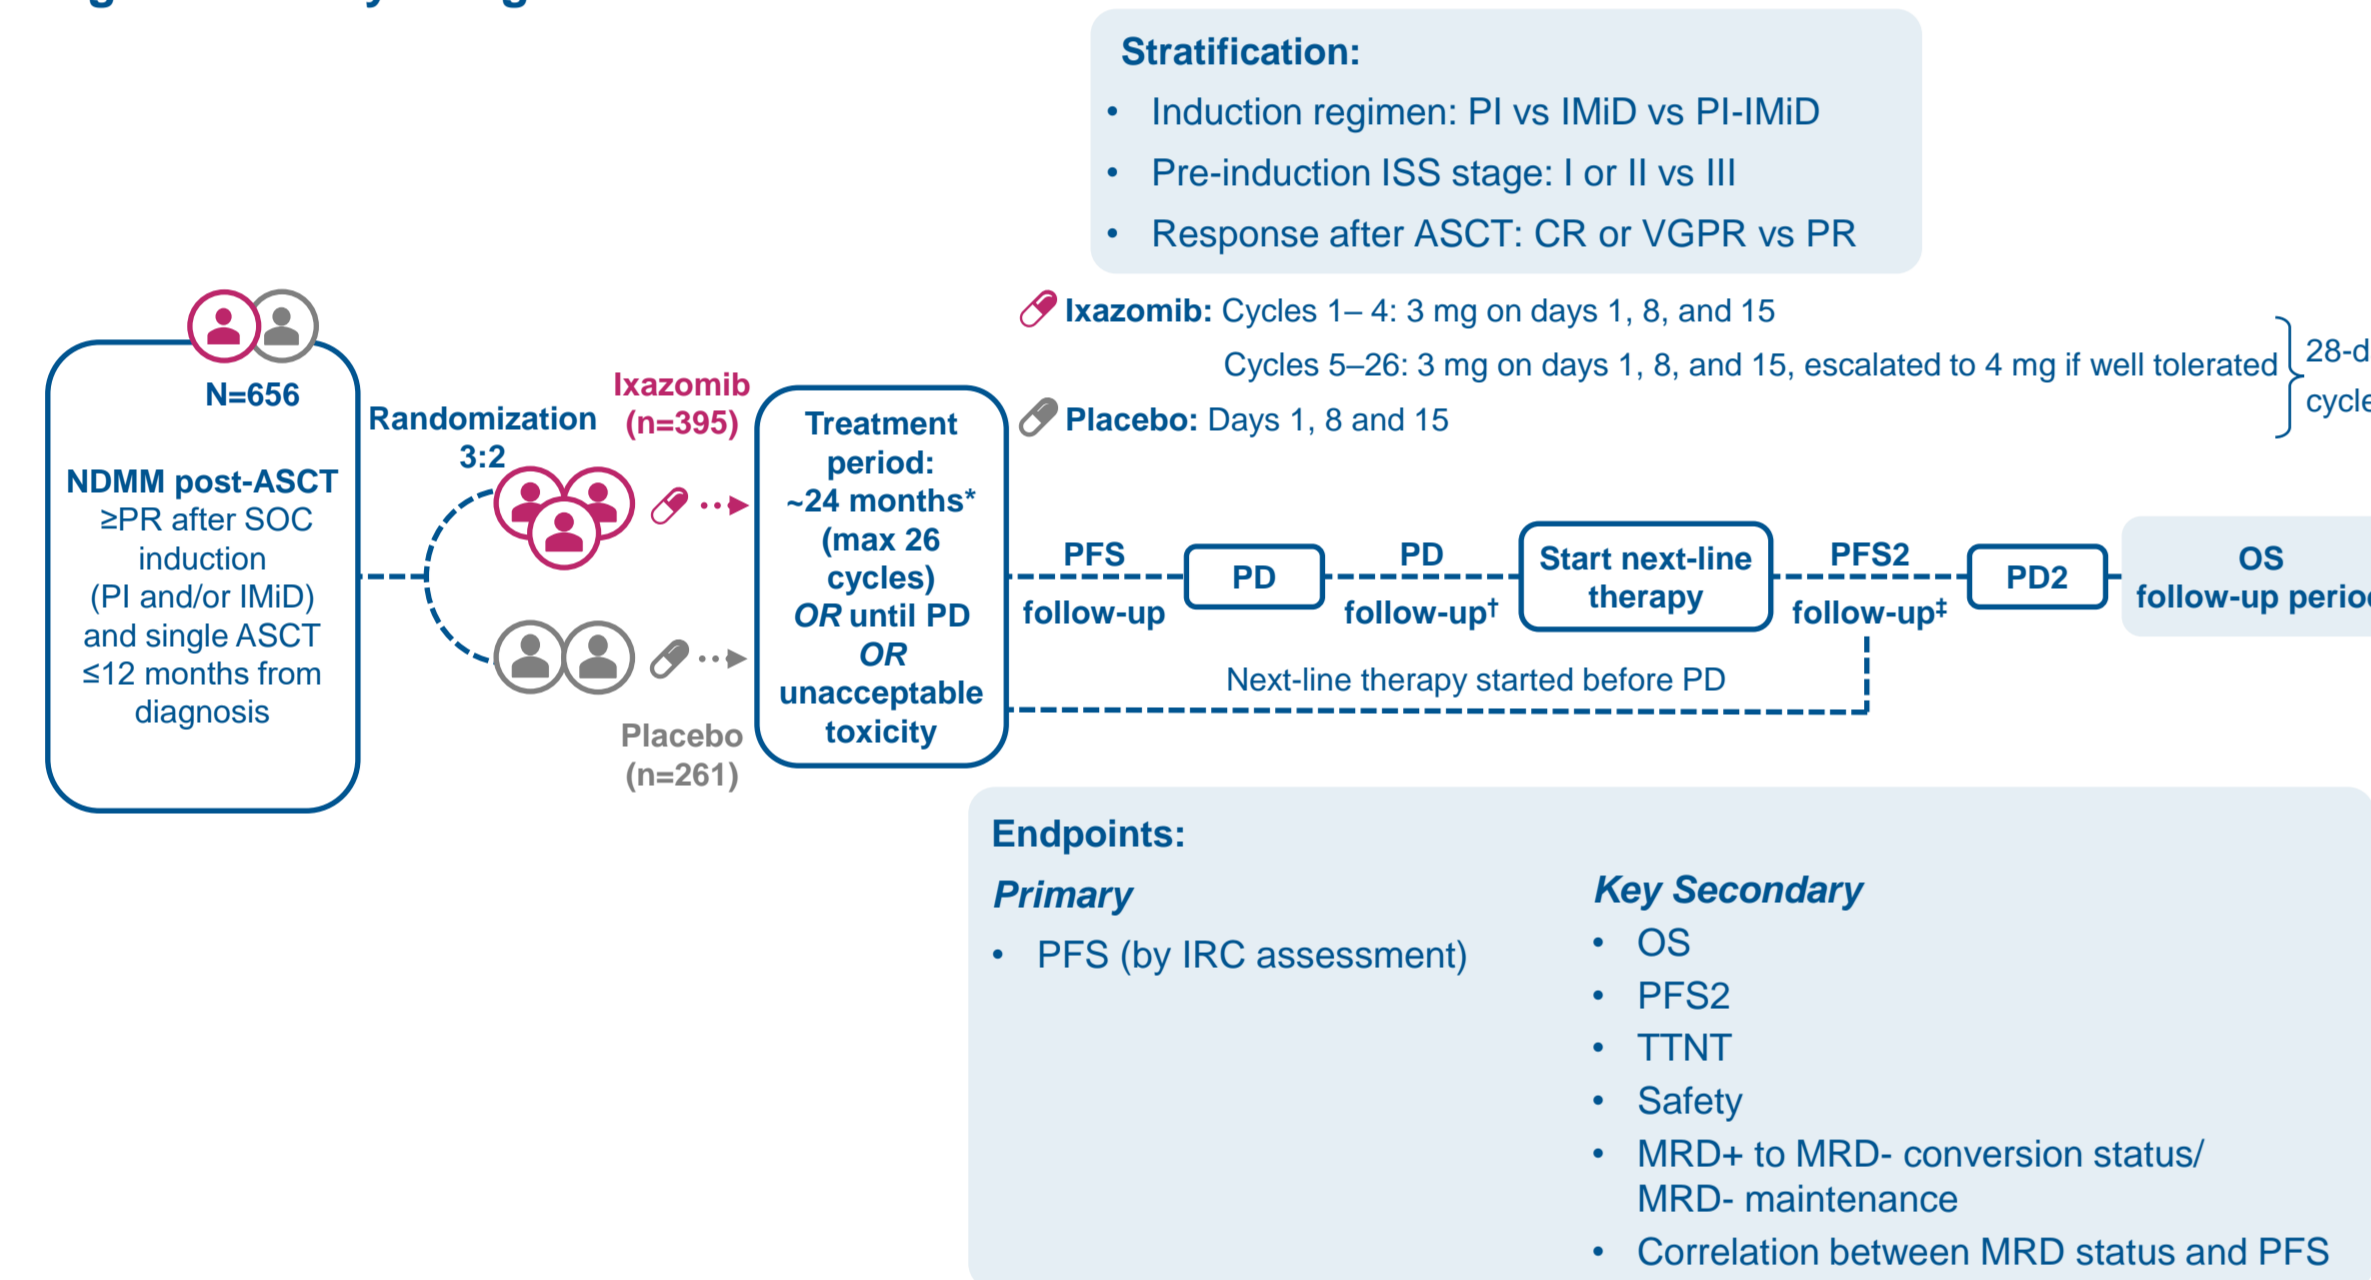 Stratification:
• Induction regimen: PI vs IMiD vs PI-IMiD
• Pre-induction ISS stage: I or II vs III
• Response after ASCT: CR or VGPR vs PR
N=656
NDMM post-ASCT
≥PR after SOC
induction
(PI and/or IMiD)
and single ASCT
≤12 months from
diagnosis
Randomization
3:2
Ixazomib
(n=395)
Placebo
(n=261)
Treatment
period:
~24 months*
(max 26
cycles)
OR until PD
OR
unacceptable
toxicity
Ixazomib: Cycles 1– 4: 3 mg on days 1, 8, and 15
Cycles 5–26: 3 mg on days 1, 8, and 15, escalated to 4 mg if well tolerated
Placebo: Days 1, 8 and 15
28-d
cycle
PFS
follow-up
PD
PD
follow-up†
Start next-line
therapy
PFS2
follow-up‡
PD2
OS
follow-up perio
Next-line therapy started before PD
Endpoints:
Primary
• PFS (by IRC assessment)
Key Secondary
• OS
• PFS2
• TTNT
• Safety
• MRD+ to MRD- conversion status/
MRD- maintenance
• Correlation between MRD status and PFS